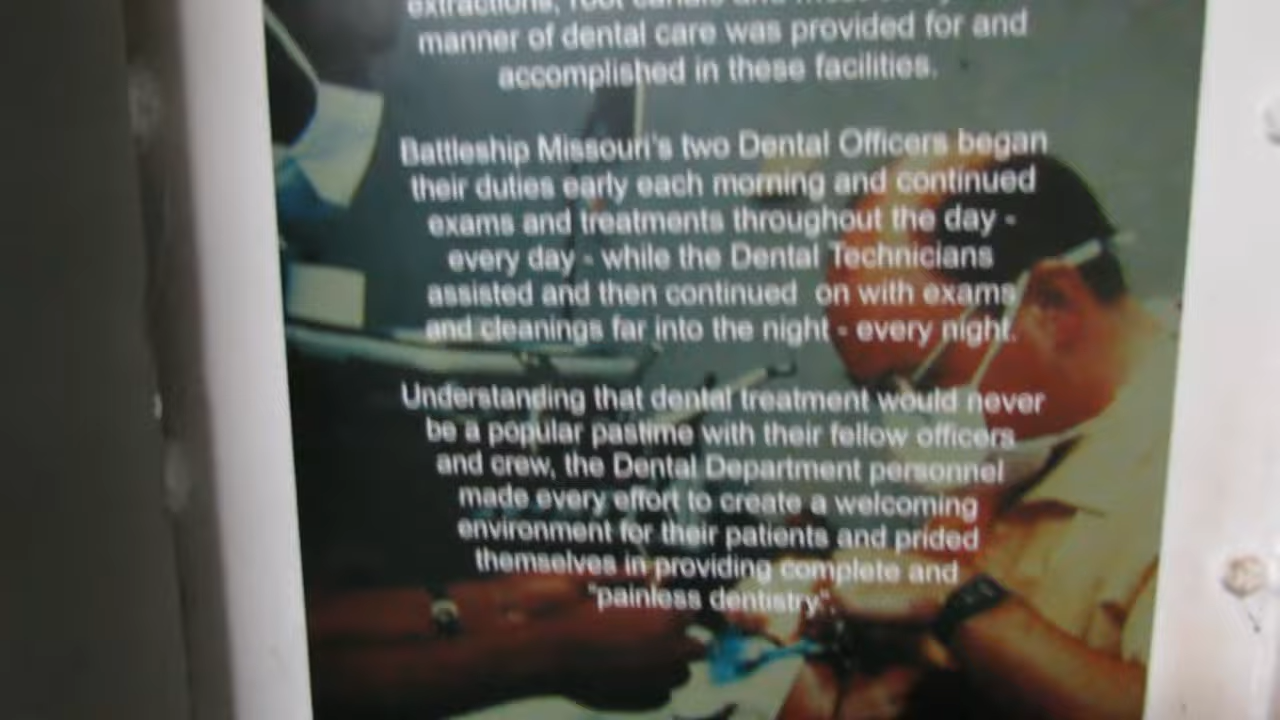 extractions, root canals and
manner of dental care was provided for and
accomplished in these facilities.
Battleship Missouri's two Dental Officers began
their duties early each morning and continued
exams and treatments throughout the day -
every day - while the Dental Technicians
assisted and then continued on with exams
and cleanings far into the night - every night.
Understanding that dental treatment would never
be a popular pastime with their fellow officers
and crew, the Dental Department personnel
made every effort to create a welcoming
environment for their patients and prided
themselves in providing complete and
"painless dentistry".